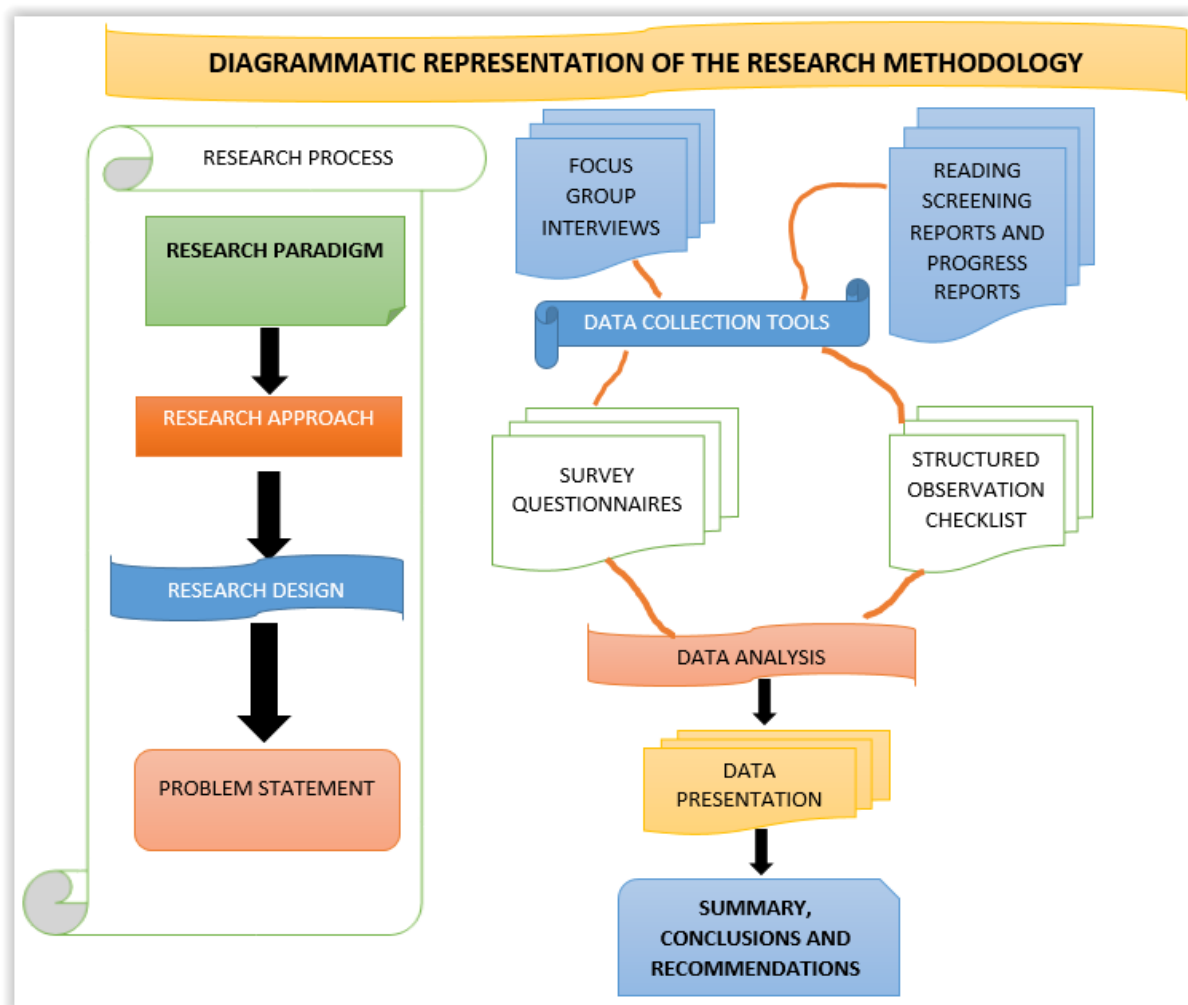 DIAGRAMMATIC REPRESENTATION OF THE RESEARCH METHODOLOGY
RESEARCH PROCESS
RESEARCH PARADIGM
RESEARCH APPROACH
RESEARCH DESIGN
PROBLEM STATEMENT
FOCUS
GROUP
INTERVIEWS
READING
SCREENING
REPORTS AND
PROGRESS
REPORTS
DATA COLLECTION TOOLS
SURVEY
QUESTIONNAIRES
STRUCTURED
OBSERVATION
CHECKLIST
DATA ANALYSIS
DATA
PRESENTATION
SUMMARY,
CONCLUSIONS AND
RECOMMENDATIONS